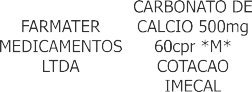 FARMATER
MEDICAMENTOS
LTDA
CARBONATO DE
CALCIO 500mg
60cpr *M*
COTACAO
IMECAL